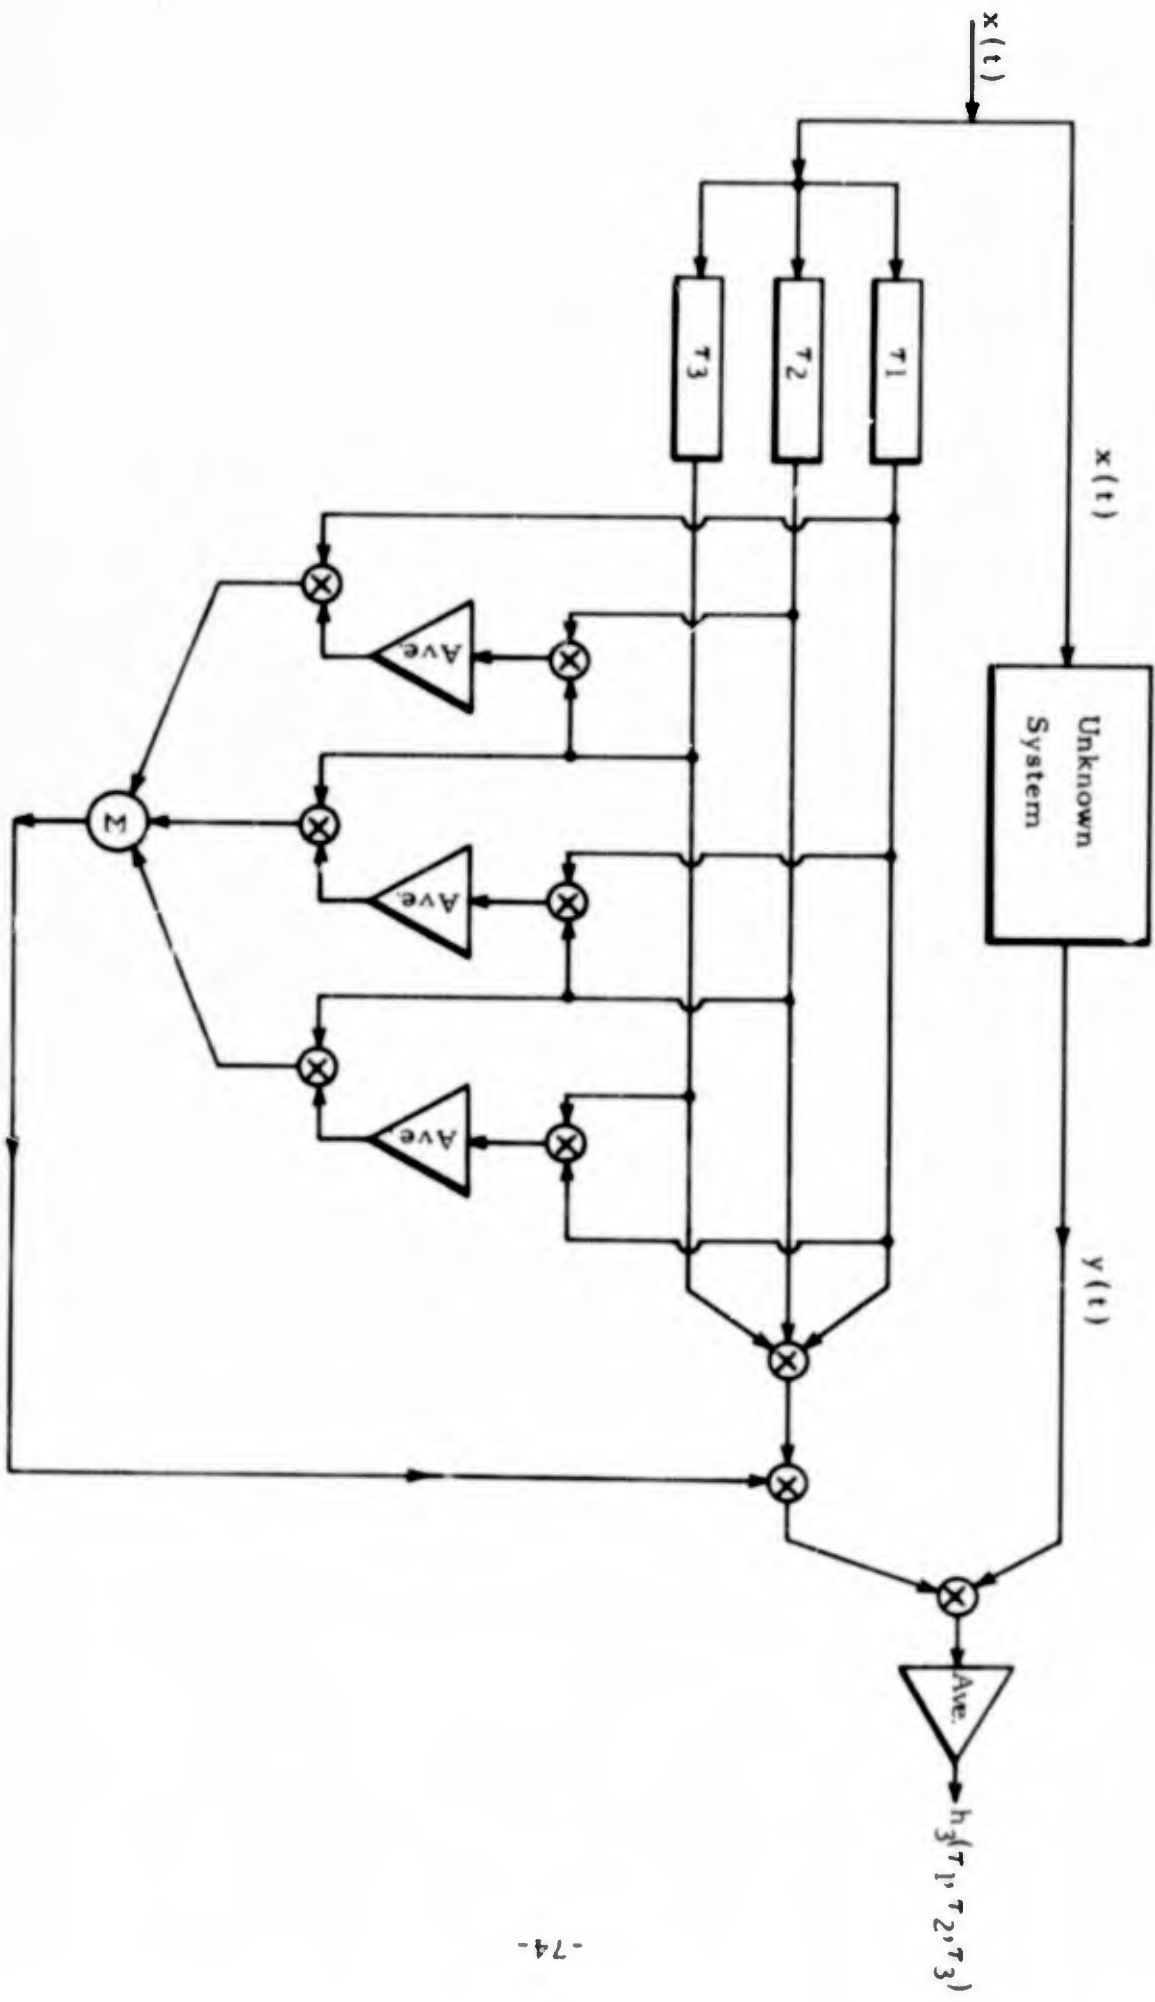 x(t)
x(t)
Unknown
System
y(t)
τ1
τ2
τ3
Ave.
Ave.
Ave
Σ
Ave.
h3(τ1, τ2, τ3)
-74-